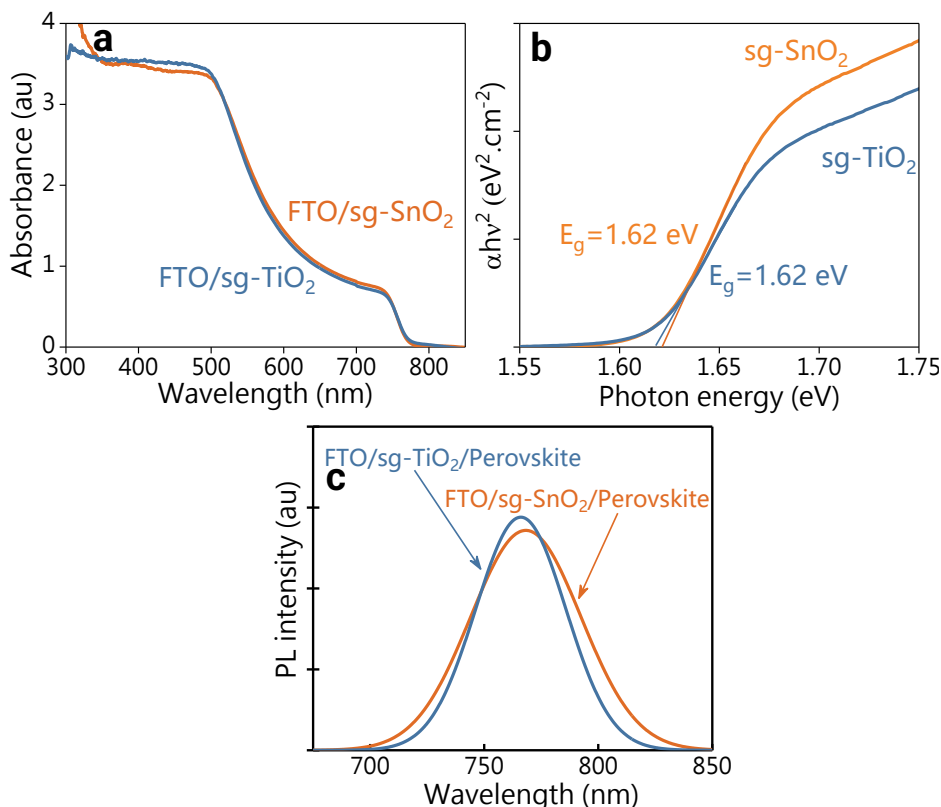 a
Absorbance (au)
4
3
2
1
0
300 400 500 600 700 800
Wavelength (nm)
FTO/sg-SnO₂
FTO/sg-TiO₂
b
αhν² (eV².cm⁻²)
sg-SnO₂
sg-TiO₂
E_g=1.62 eV
E_g=1.62 eV
1.55 1.60 1.65 1.70 1.75
Photon energy (eV)
c
FTO/sg-TiO₂/Perovskite
FTO/sg-SnO₂/Perovskite
PL intensity (au)
700 750 800 850
Wavelength (nm)